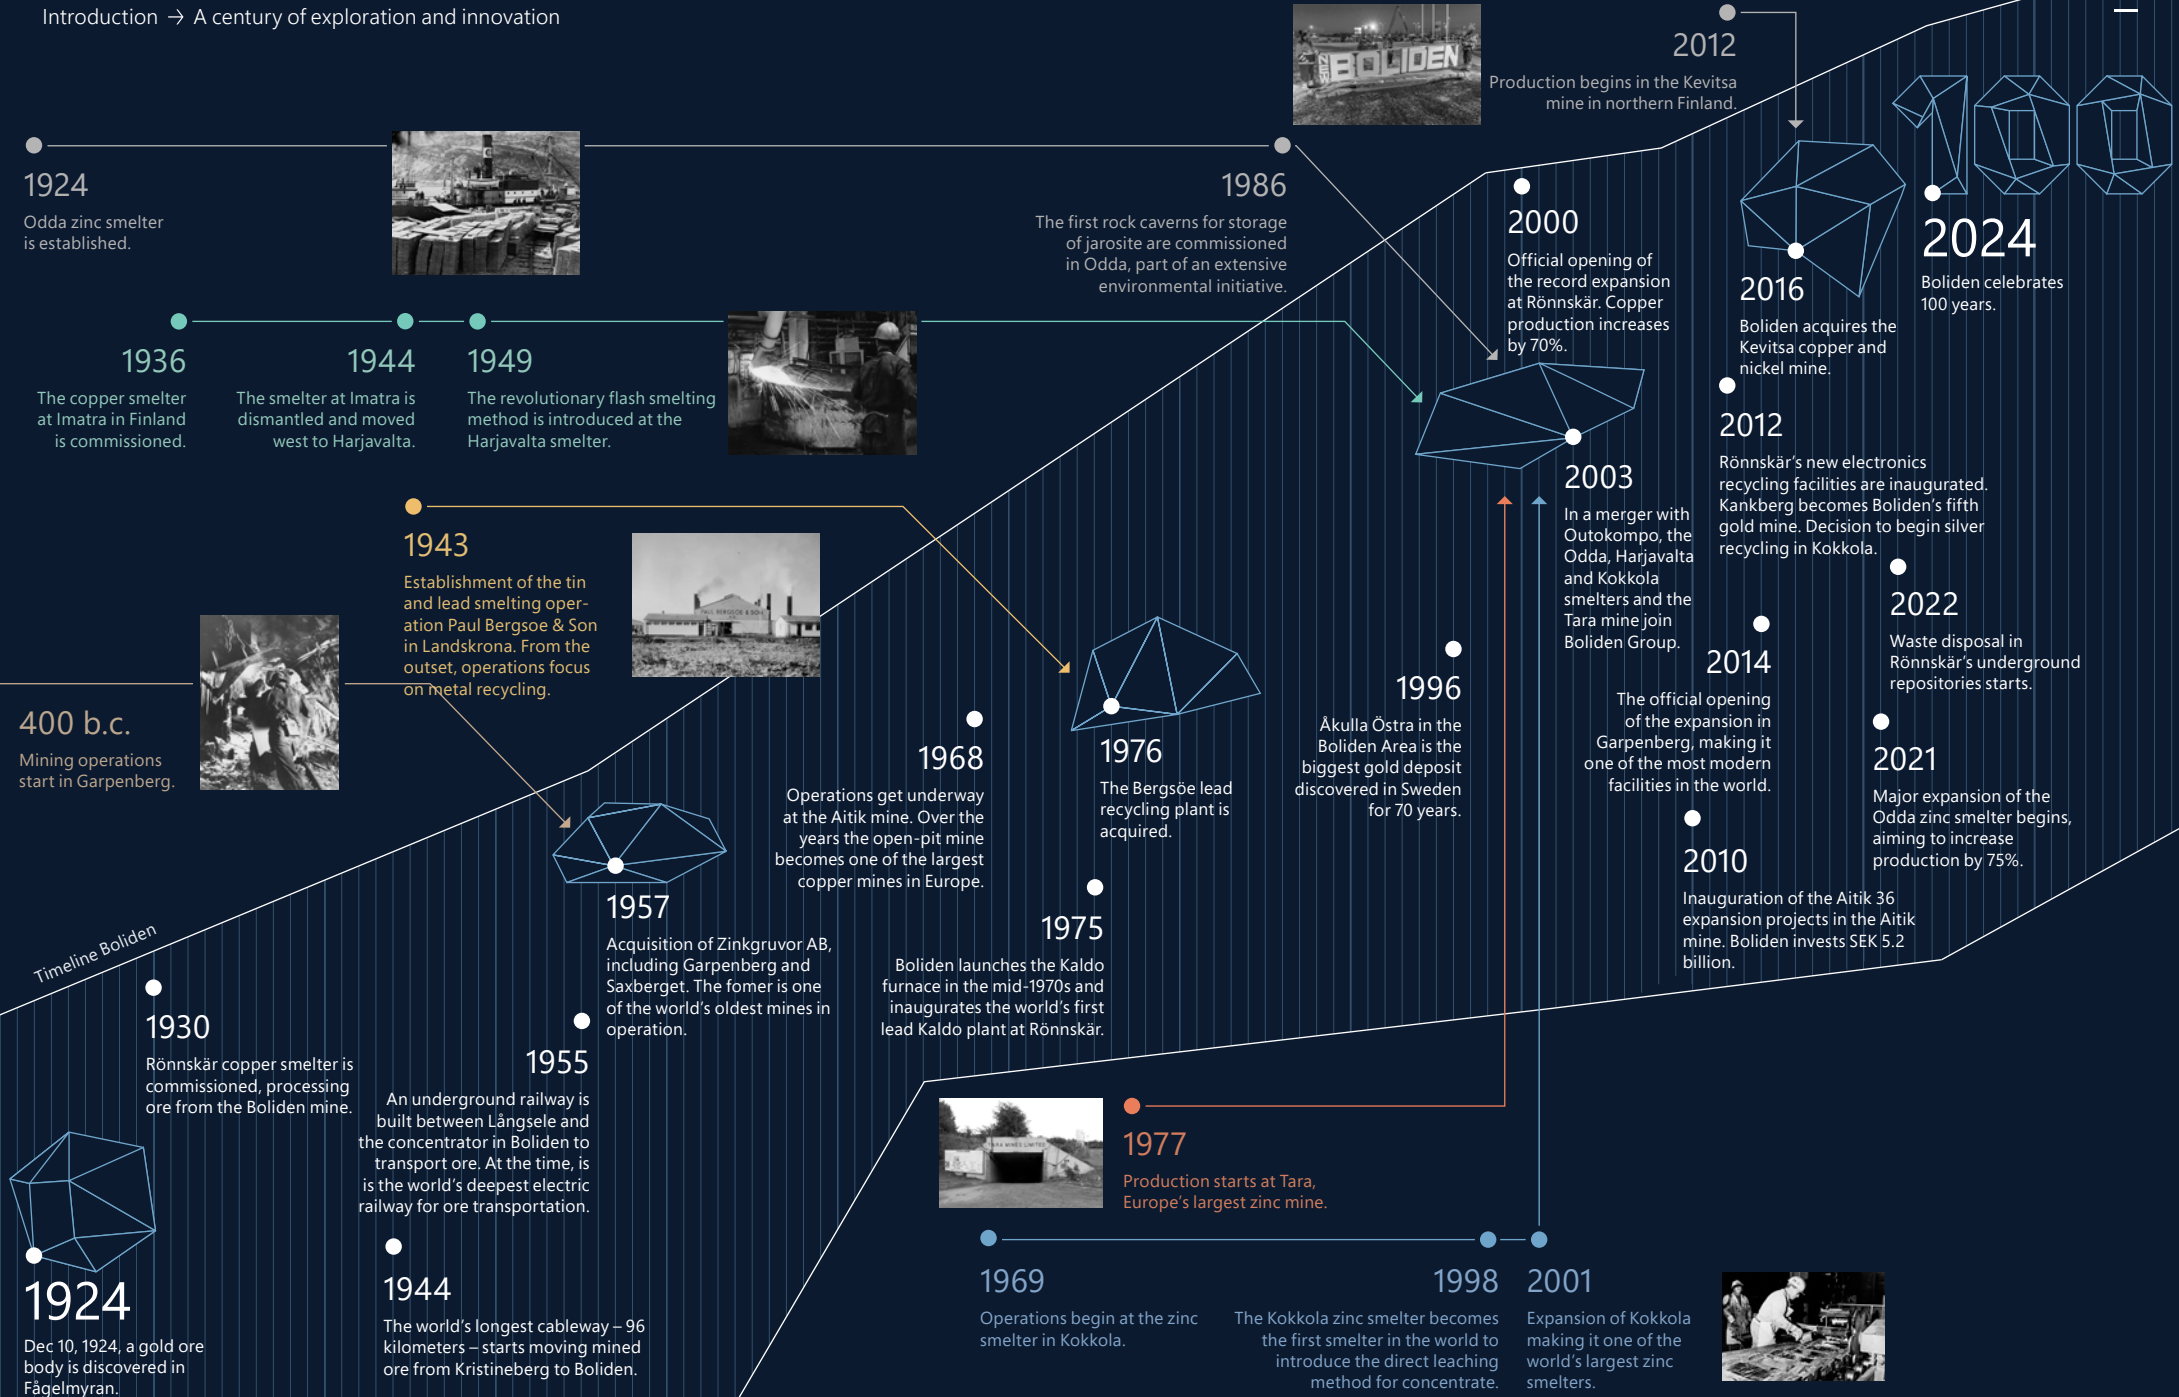 Introduction → A century of exploration and innovation
2012
Production begins in the Kevitsa
mine in northern Finland.
BOLIDEN
1924
Odda zinc smelter
is established.
1986
The first rock caverns for storage
of jarosite are commissioned
in Odda, part of an extensive
environmental initiative.
1936
The copper smelter
at Imatra in Finland
is commissioned.
1944
The smelter at Imatra is
dismantled and moved
west to Harjavalta.
1949
The revolutionary flash smelting
method is introduced at the
Harjavalta smelter.
1943
Establishment of the tin
and lead smelting oper-
ation Paul Bergsoe & Son
in Landskrona. From the
outset, operations focus
on metal recycling.
PAUL BERGSOE & SON
400 b.c.
Mining operations
start in Garpenberg.
Timeline Boliden
1924
Dec 10, 1924, a gold ore
body is discovered in
Fågelmyran.
1930
Rönnskär copper smelter is
commissioned, processing
ore from the Boliden mine.
1944
The world's longest cableway – 96
kilometers – starts moving mined
ore from Kristineberg to Boliden.
1955
An underground railway is
built between Långsele and
the concentrator in Boliden to
transport ore. At the time, is
is the world's deepest electric
railway for ore transportation.
1957
Acquisition of Zinkgruvor AB,
including Garpenberg and
Saxberget. The fomer is one
of the world's oldest mines in
operation.
1968
Operations get underway
at the Aitik mine. Over the
years the open-pit mine
becomes one of the largest
copper mines in Europe.
1975
Boliden launches the Kaldo
furnace in the mid-1970s and
inaugurates the world's first
lead Kaldo plant at Rönnskär.
1976
The Bergsöe lead
recycling plant is
acquired.
1996
Åkulla Östra in the
Boliden Area is the
biggest gold deposit
discovered in Sweden
for 70 years.
2000
Official opening of
the record expansion
at Rönnskär. Copper
production increases
by 70%.
2003
In a merger with
Outokompo, the
Odda, Harjavalta
and Kokkola
smelters and the
Tara mine join
Boliden Group.
2010
Inauguration of the Aitik 36
expansion projects in the Aitik
mine. Boliden invests SEK 5.2
billion.
2012
Rönnskär's new electronics
recycling facilities are inaugurated.
Kankberg becomes Boliden's fifth
gold mine. Decision to begin silver
recycling in Kokkola.
2014
The official opening
of the expansion in
Garpenberg, making it
one of the most modern
facilities in the world.
2016
Boliden acquires the
Kevitsa copper and
nickel mine.
2021
Major expansion of the
Odda zinc smelter begins,
aiming to increase
production by 75%.
2022
Waste disposal in
Rönnskär's underground
repositories starts.
100
2024
Boliden celebrates
100 years.
TARA MINES LIMITED
1977
Production starts at Tara,
Europe's largest zinc mine.
1969
Operations begin at the zinc
smelter in Kokkola.
1998
The Kokkola zinc smelter becomes
the first smelter in the world to
introduce the direct leaching
method for concentrate.
2001
Expansion of Kokkola
making it one of the
world's largest zinc
smelters.